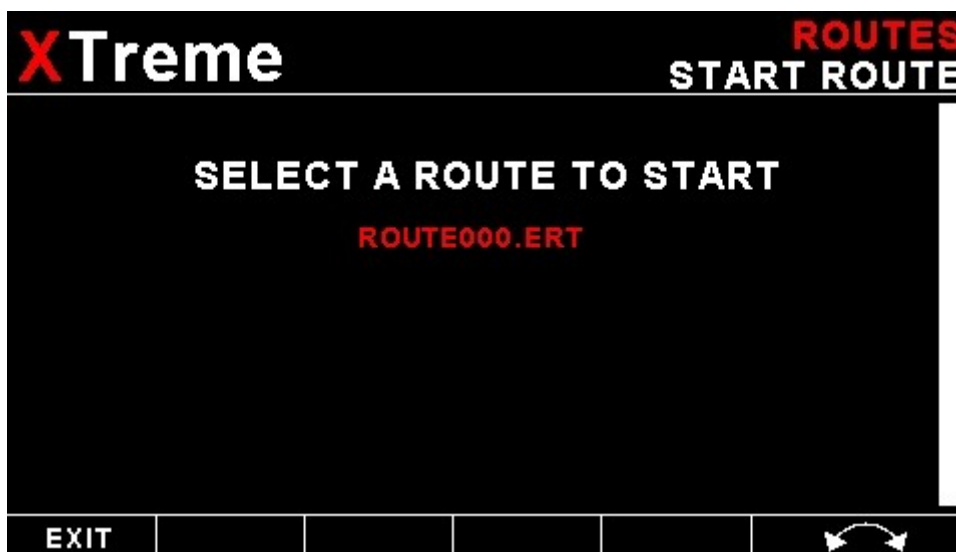 XTreme
ROUTES
START ROUTE
SELECT A ROUTE TO START
ROUTE000.ERT
EXIT